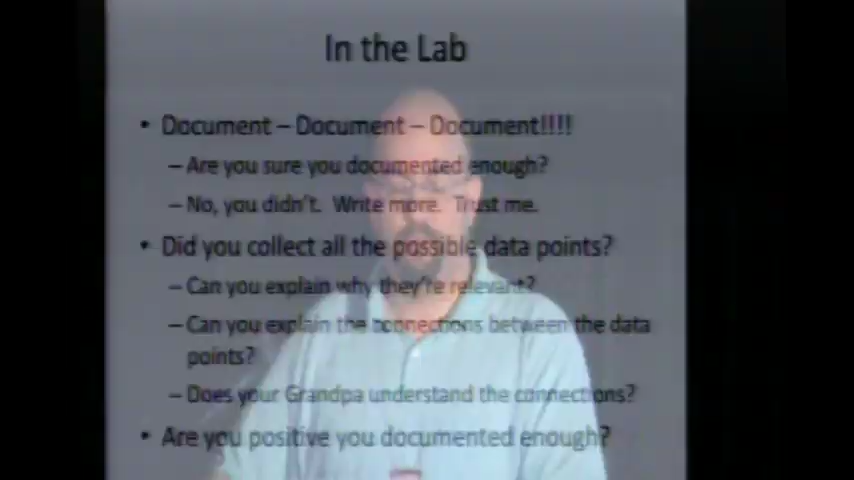 In the Lab
• Document – Document – Document!!!!
– Are you sure you documented enough?
– No, you didn't. Write more. Trust me.
• Did you collect all the possible data points?
– Can you explain why they're relevant?
– Can you explain the connections between the data
points?
– Does your Grandpa understand the connections?
• Are you positive you documented enough?